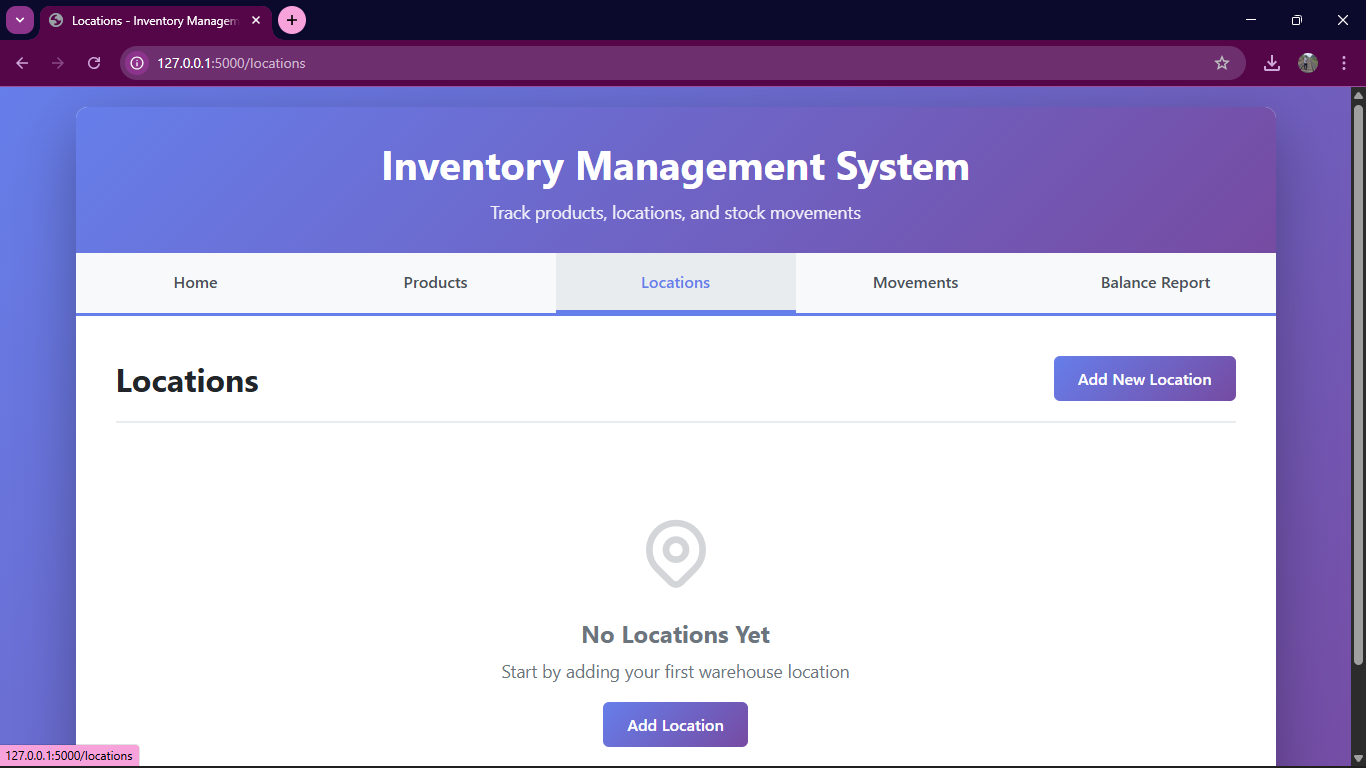 Locations - Inventory Managem
127.0.0.1:5000/locations
Inventory Management System
Track products, locations, and stock movements
Home Products Locations Movements Balance Report
Locations
Add New Location
No Locations Yet
Start by adding your first warehouse location
Add Location
127.0.0.1:5000/locations